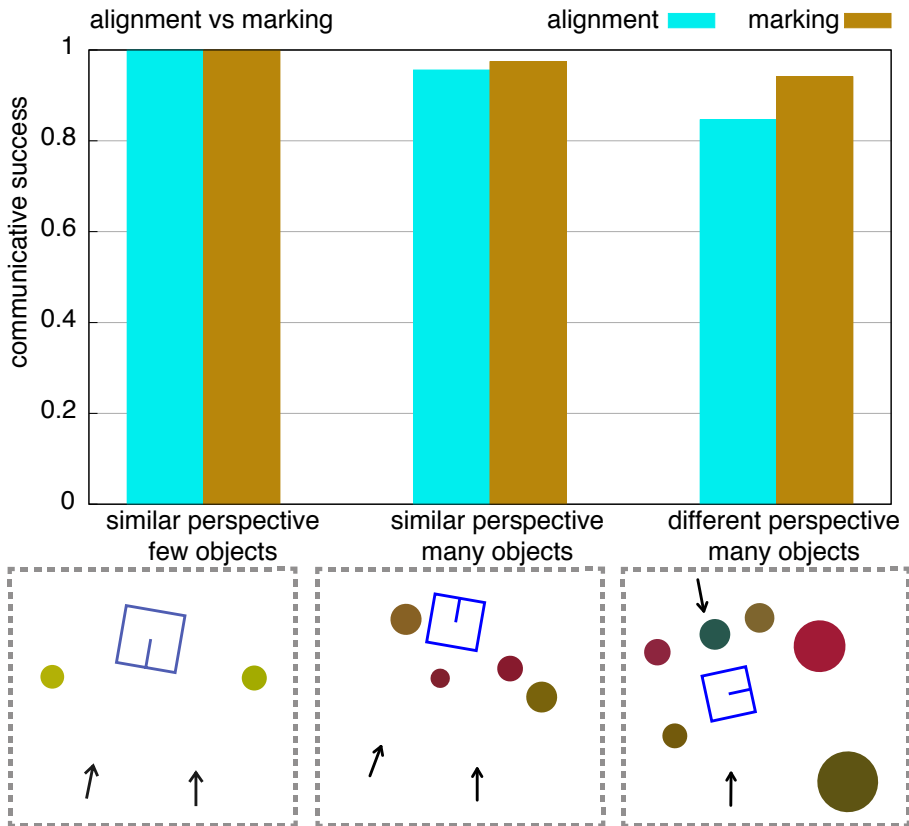 alignment vs marking
alignment
marking
communicative success
1
0.8
0.6
0.4
0.2
0
similar perspective
few objects
similar perspective
many objects
different perspective
many objects